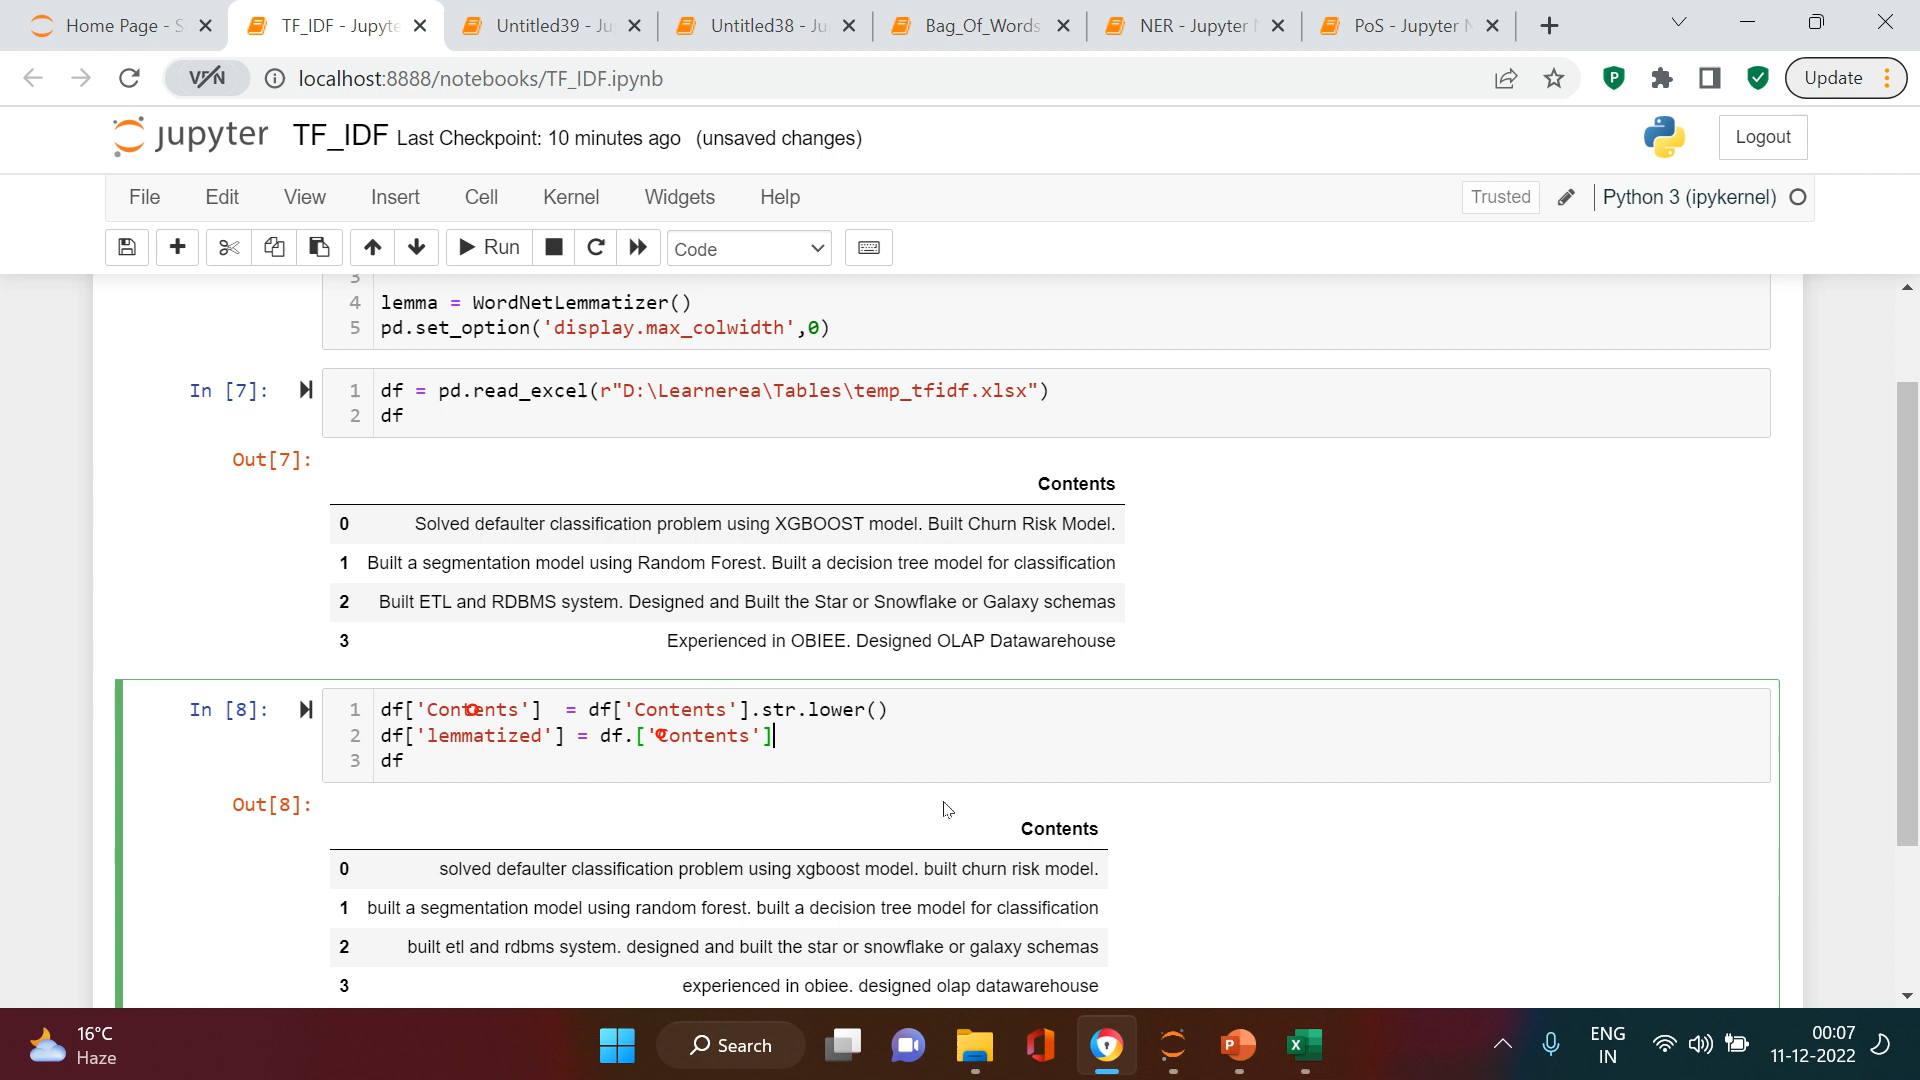 Home Page - S
TF_IDF - Jupyte
Untitled39 - Ju
Untitled38 - Ju
Bag_Of_Words
NER - Jupyter
PoS - Jupyter N
VPN
localhost:8888/notebooks/TF_IDF.ipynb
Update
jupyter TF_IDF Last Checkpoint: 10 minutes ago (unsaved changes)
Logout
File Edit View Insert Cell Kernel Widgets Help
Trusted
Python 3 (ipykernel)
Run
Code
3
4 lemma = WordNetLemmatizer()
5 pd.set_option('display.max_colwidth',0)
In [7]:
1 df = pd.read_excel(r"D:\Learnerea\Tables\temp_tfidf.xlsx")
2 df
Out[7]:
Contents
0 Solved defaulter classification problem using XGBOOST model. Built Churn Risk Model.
1 Built a segmentation model using Random Forest. Built a decision tree model for classification
2 Built ETL and RDBMS system. Designed and Built the Star or Snowflake or Galaxy schemas
3 Experienced in OBIEE. Designed OLAP Datawarehouse
In [8]:
1 df['Contents'] = df['Contents'].str.lower()
2 df['lemmatized'] = df.['Contents']
3 df
Out[8]:
Contents
0 solved defaulter classification problem using xgboost model. built churn risk model.
1 built a segmentation model using random forest. built a decision tree model for classification
2 built etl and rdbms system. designed and built the star or snowflake or galaxy schemas
3 experienced in obiee. designed olap datawarehouse
16°C
Haze
Search
ENG
IN
00:07
11-12-2022